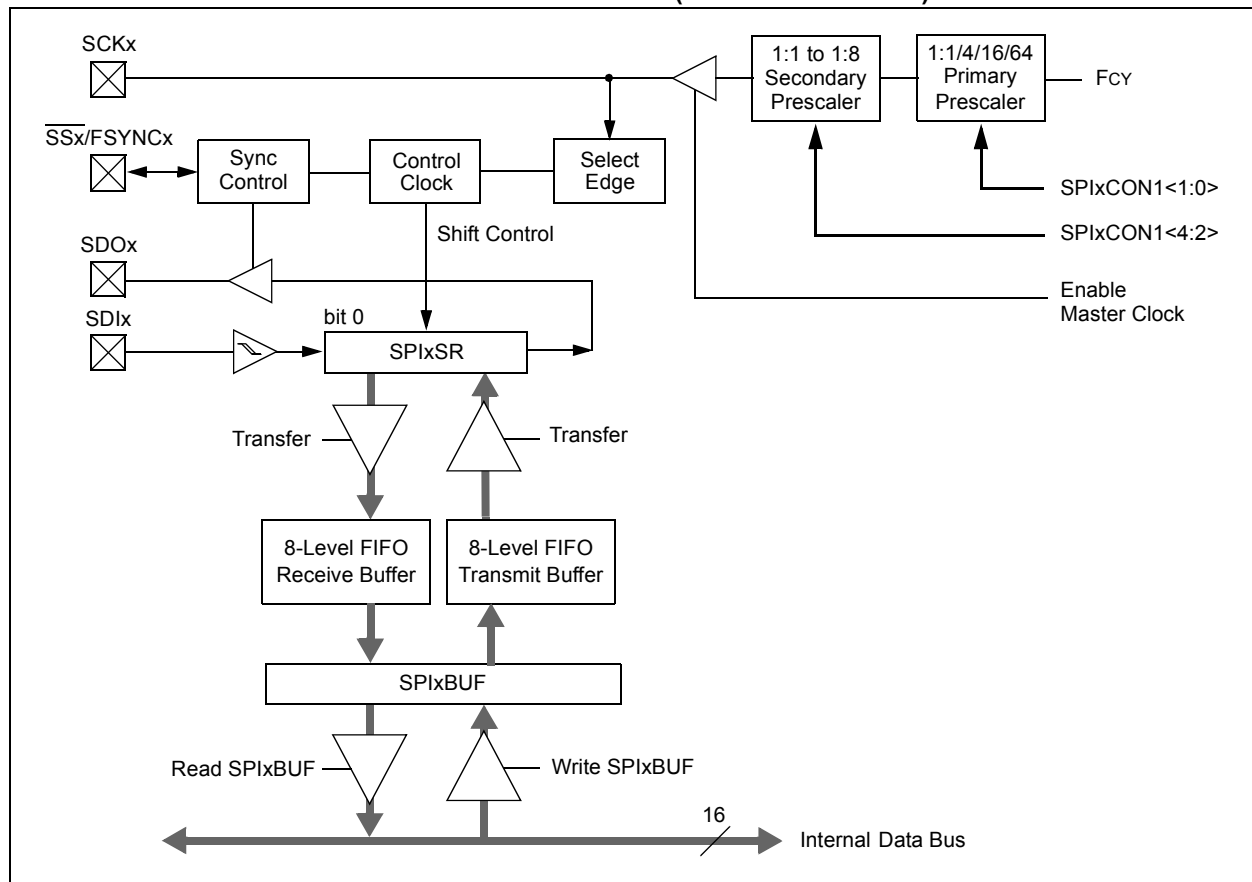 SCKx
1:1 to 1:8
Secondary
Prescaler
1:1/4/16/64
Primary
Prescaler
FCY
SSx/FSYNCx
Sync
Control
Control
Clock
Select
Edge
SPIxCON1<1:0>
Shift Control
SPIxCON1<4:2>
SDOx
Enable
Master Clock
SDIx
bit 0
SPIxSR
Transfer
Transfer
8-Level FIFO
Receive Buffer
8-Level FIFO
Transmit Buffer
SPIxBUF
Read SPIxBUF
Write SPIxBUF
16
Internal Data Bus